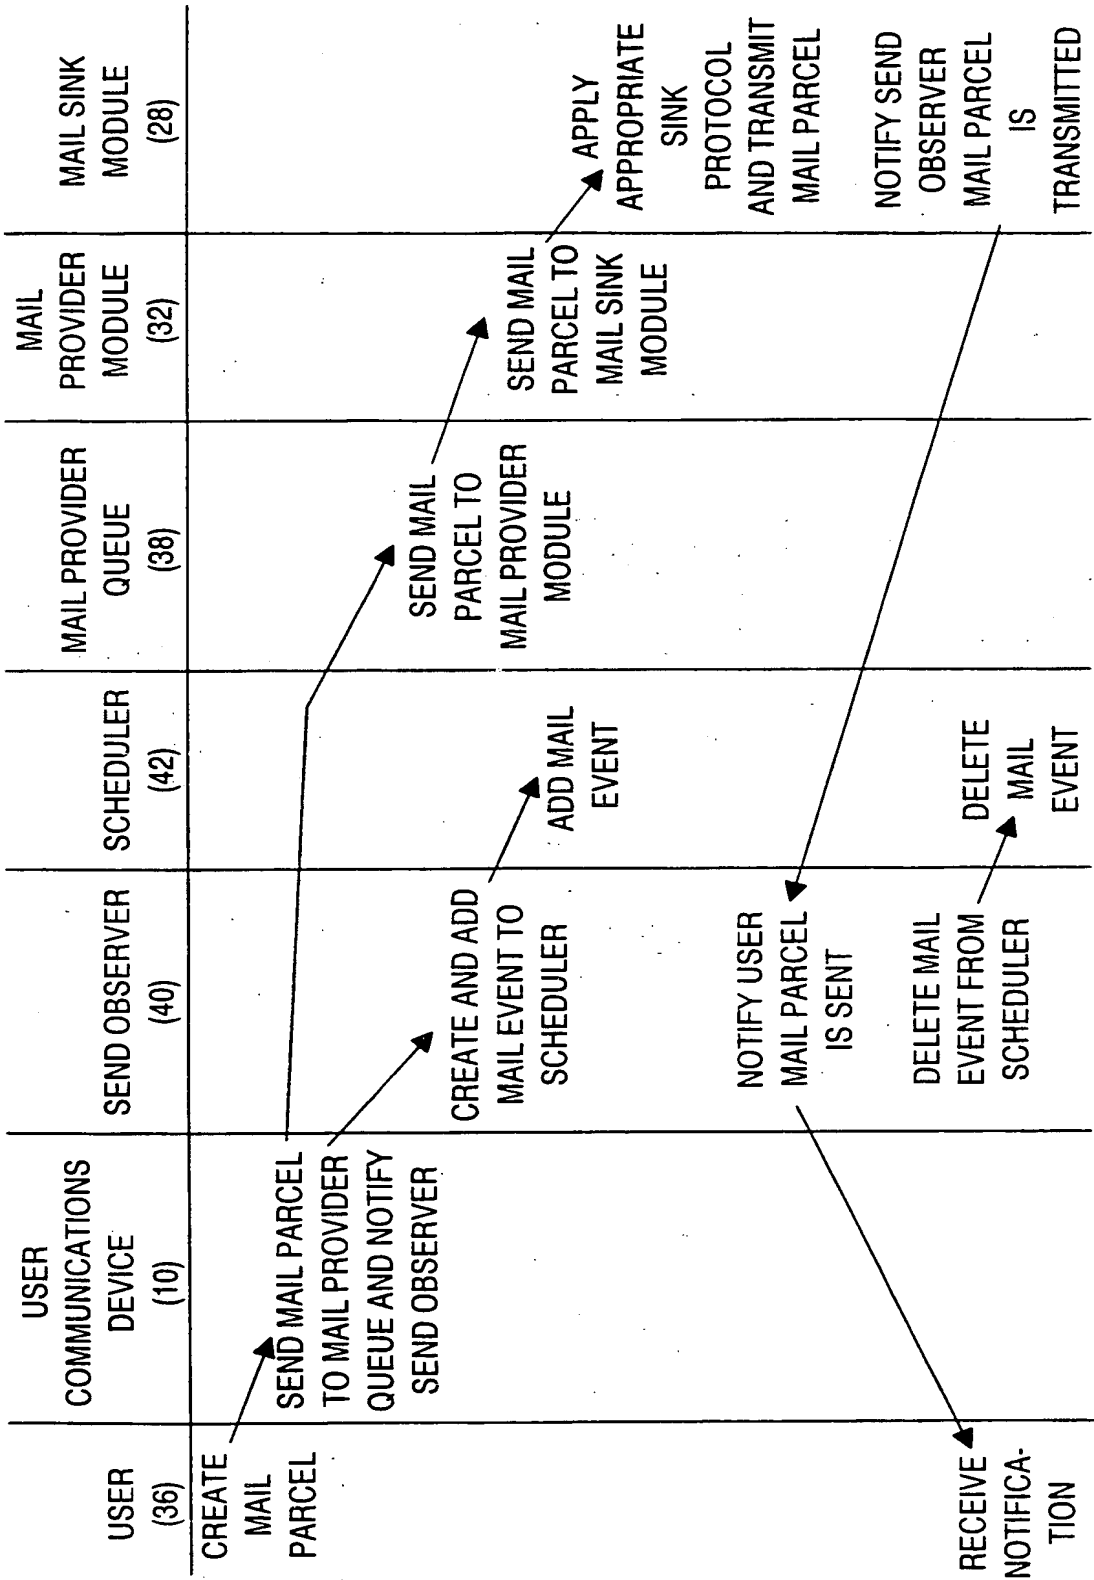 USER
(36)
USER
COMMUNICATIONS
DEVICE
(10)
SEND OBSERVER
(40)
SCHEDULER
(42)
MAIL PROVIDER
QUEUE
(38)
MAIL
PROVIDER
MODULE
(32)
MAIL SINK
MODULE
(28)
CREATE
MAIL
PARCEL
SEND MAIL PARCEL
TO MAIL PROVIDER
QUEUE AND NOTIFY
SEND OBSERVER
CREATE AND ADD
MAIL EVENT TO
SCHEDULER
ADD MAIL
EVENT
SEND MAIL
PARCEL TO
MAIL PROVIDER
MODULE
SEND MAIL
PARCEL TO
MAIL SINK
MODULE
APPLY
APPROPRIATE
SINK
PROTOCOL
AND TRANSMIT
MAIL PARCEL
NOTIFY SEND
OBSERVER
MAIL PARCEL
IS
TRANSMITTED
NOTIFY USER
MAIL PARCEL
IS SENT
DELETE MAIL
EVENT FROM
SCHEDULER
DELETE
MAIL
EVENT
RECEIVE
NOTIFICA-
TION